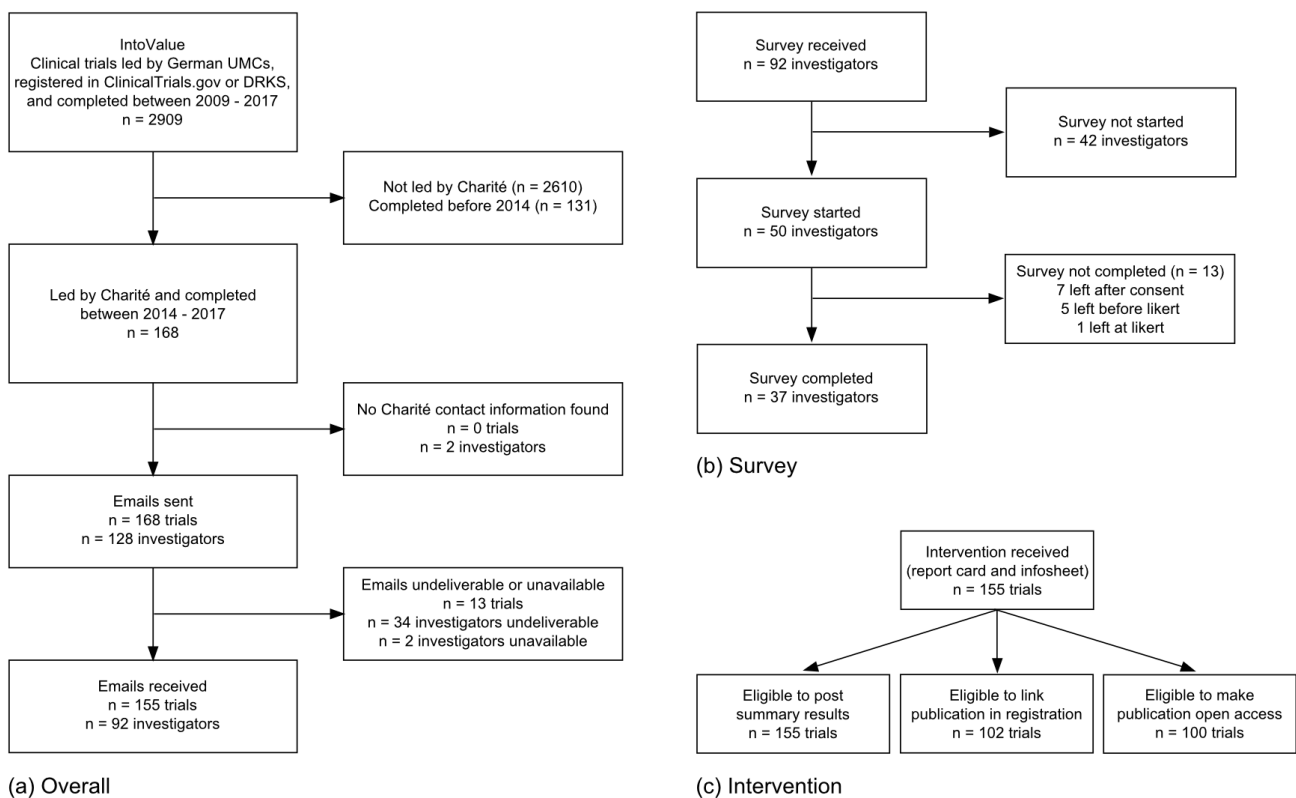 IntoValue
Clinical trials led by German UMCs,
registered in ClinicalTrials.gov or DRKS,
and completed between 2009 - 2017
n = 2909
Not led by Charité (n = 2610)
Completed before 2014 (n = 131)
Led by Charité and completed
between 2014 - 2017
n = 168
No Charité contact information found
n = 0 trials
n = 2 investigators
Emails sent
n = 168 trials
n = 128 investigators
Emails undeliverable or unavailable
n = 13 trials
n = 34 investigators undeliverable
n = 2 investigators unavailable
Emails received
n = 155 trials
n = 92 investigators
(a) Overall
Survey received
n = 92 investigators
Survey not started
n = 42 investigators
Survey started
n = 50 investigators
Survey not completed (n = 13)
7 left after consent
5 left before likert
1 left at likert
Survey completed
n = 37 investigators
(b) Survey
Intervention received
(report card and infosheet)
n = 155 trials
Eligible to post
summary results
n = 155 trials
Eligible to link
publication in registration
n = 102 trials
Eligible to make
publication open access
n = 100 trials
(c) Intervention